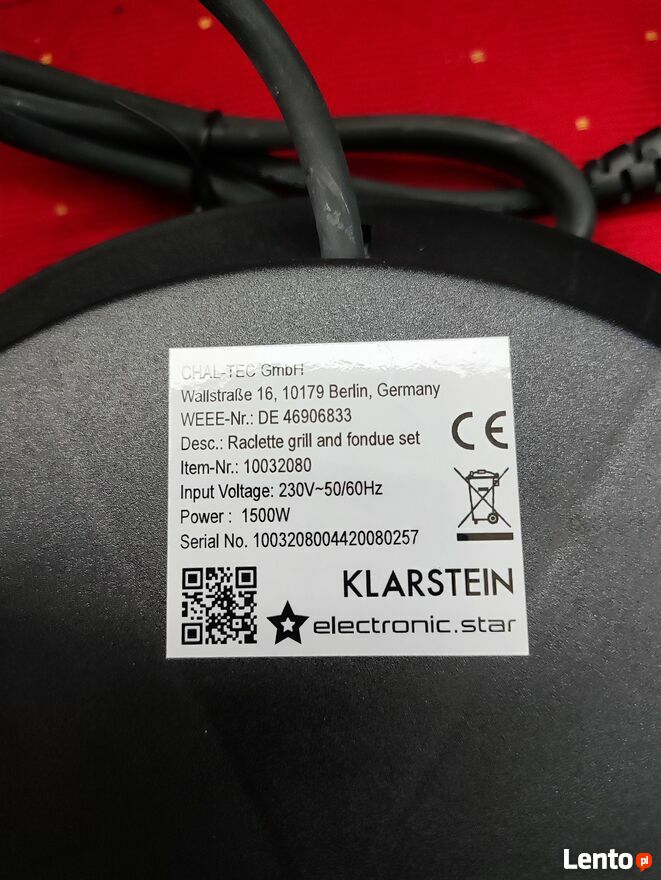 CHAL-TEC GmbH
Wallstraße 16, 10179 Berlin, Germany
WEEE-Nr.: DE 46906833
Desc.: Raclette grill and fondue set
Item-Nr.: 10032080
Input Voltage: 230V~50/60Hz
Power : 1500W
Serial No. 1003208004420080257
CE
KLARSTEIN
electronic.star
Lento.pl